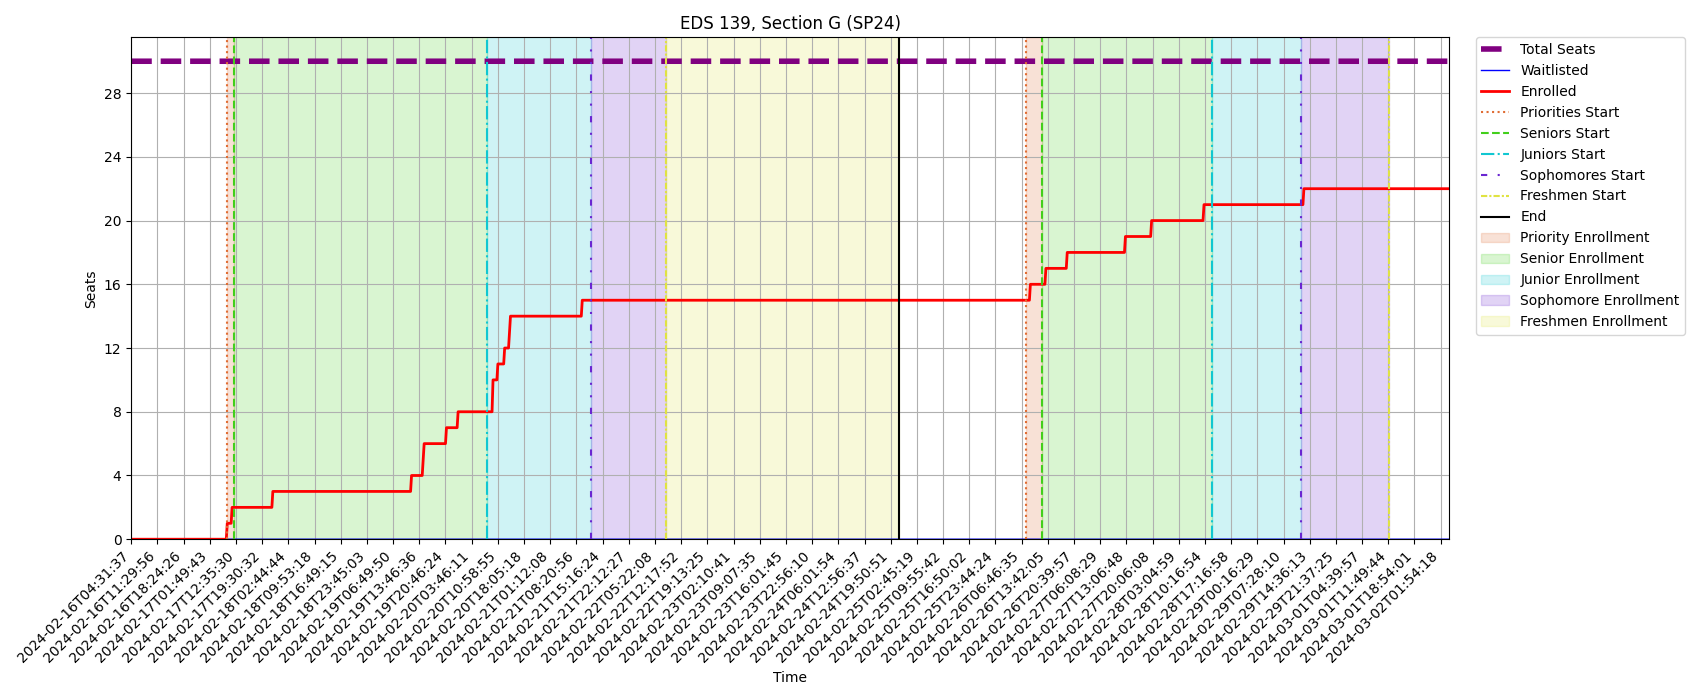 EDS 139, Section G (SP24)
Seats
28
24
20
16
12
8
4
0
2024-02-16T04:31:37
2024-02-16T11:29:56
2024-02-16T18:24:26
2024-02-17T01:49:43
2024-02-17T12:35:30
2024-02-17T19:30:32
2024-02-18T02:44:44
2024-02-18T09:53:18
2024-02-18T16:49:15
2024-02-18T23:45:03
2024-02-19T06:49:50
2024-02-19T13:46:36
2024-02-19T20:46:24
2024-02-20T03:46:11
2024-02-20T10:58:55
2024-02-20T18:05:18
2024-02-21T01:12:08
2024-02-21T08:20:56
2024-02-21T15:16:24
2024-02-21T22:12:27
2024-02-22T05:22:08
2024-02-22T12:17:52
2024-02-22T19:13:25
2024-02-23T02:10:41
2024-02-23T09:07:35
2024-02-23T16:01:45
2024-02-23T22:56:10
2024-02-24T06:01:54
2024-02-24T12:56:37
2024-02-24T19:50:51
2024-02-25T02:45:19
2024-02-25T09:55:42
2024-02-25T16:50:02
2024-02-25T23:44:24
2024-02-26T06:46:35
2024-02-26T13:42:05
2024-02-26T20:39:57
2024-02-27T06:08:29
2024-02-27T13:06:48
2024-02-27T20:06:08
2024-02-28T03:04:59
2024-02-28T10:16:54
2024-02-28T17:16:58
2024-02-29T00:16:29
2024-02-29T07:28:10
2024-02-29T14:36:13
2024-02-29T21:37:25
2024-03-01T04:39:57
2024-03-01T11:49:44
2024-03-01T18:54:01
2024-03-02T01:54:18
Time
Total Seats
Waitlisted
Enrolled
Priorities Start
Seniors Start
Juniors Start
Sophomores Start
Freshmen Start
End
Priority Enrollment
Senior Enrollment
Junior Enrollment
Sophomore Enrollment
Freshmen Enrollment